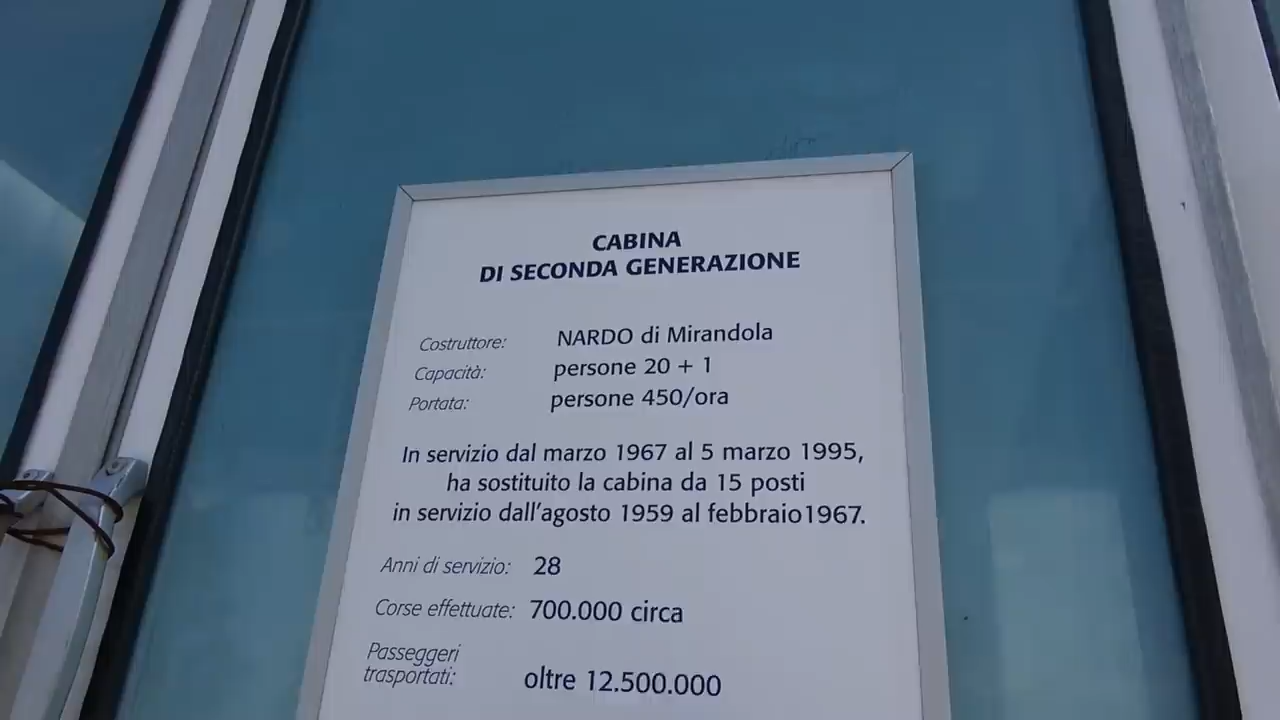 CABINA
DI SECONDA GENERAZIONE
Costruttore: NARDO di Mirandola
Capacità: persone 20 + 1
Portata: persone 450/ora
In servizio dal marzo 1967 al 5 marzo 1995,
ha sostituito la cabina da 15 posti
in servizio dall'agosto 1959 al febbraio1967.
Anni di servizio: 28
Corse effettuate: 700.000 circa
Passeggeri
trasportati: oltre 12.500.000